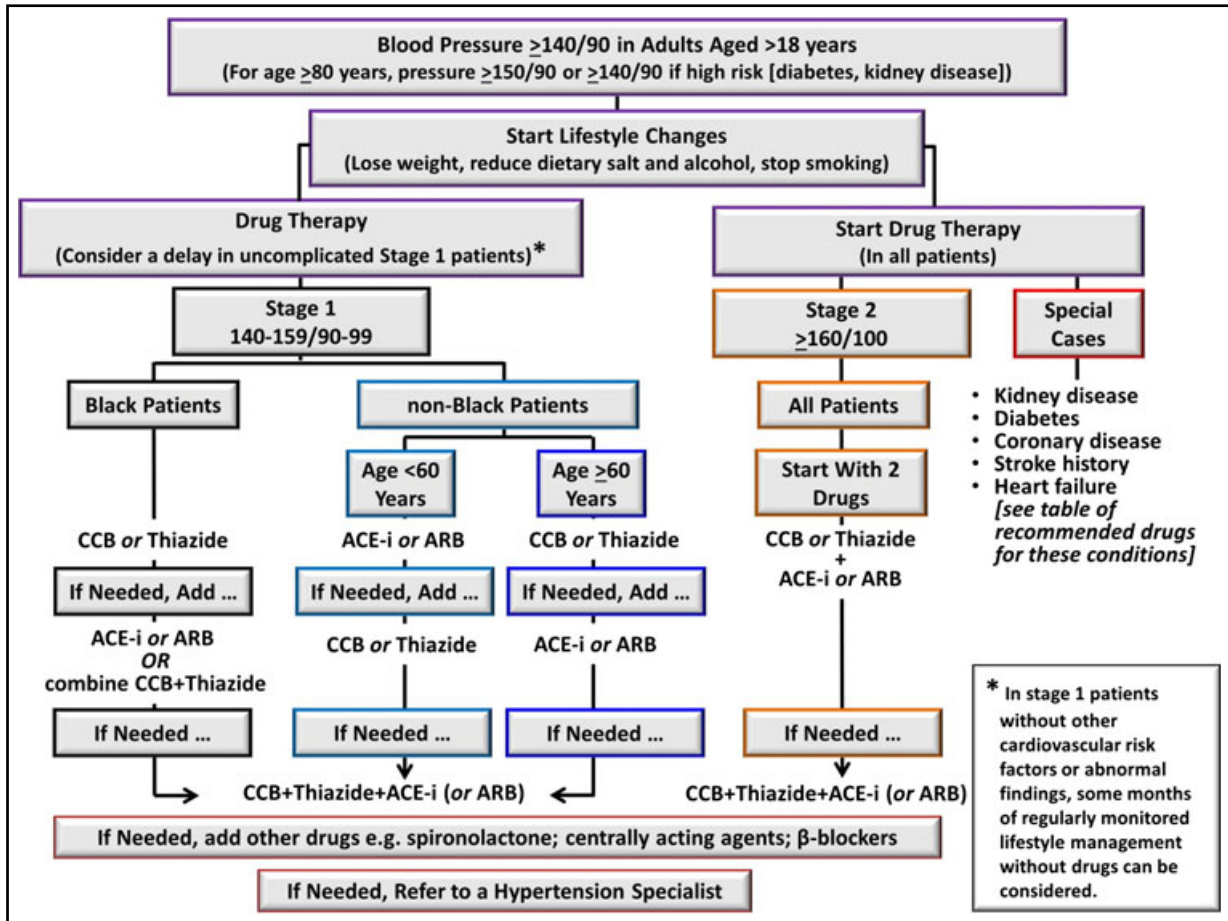 Blood Pressure ≥140/90 in Adults Aged >18 years
(For age ≥80 years, pressure ≥150/90 or ≥140/90 if high risk [diabetes, kidney disease])
Start Lifestyle Changes
(Lose weight, reduce dietary salt and alcohol, stop smoking)
Drug Therapy
(Consider a delay in uncomplicated Stage 1 patients)*
Start Drug Therapy
(In all patients)
Stage 1
140-159/90-99
Stage 2
≥160/100
Special
Cases
Black Patients
non-Black Patients
All Patients
• Kidney disease
• Diabetes
• Coronary disease
• Stroke history
• Heart failure
[see table of
recommended drugs
for these conditions]
Age <60
Years
Age ≥60
Years
Start With 2
Drugs
CCB or Thiazide
ACE-i or ARB
CCB or Thiazide
CCB or Thiazide
+
ACE-i or ARB
If Needed, Add ...
If Needed, Add ...
If Needed, Add ...
ACE-i or ARB
OR
combine CCB+Thiazide
CCB or Thiazide
ACE-i or ARB
If Needed ...
If Needed ...
If Needed ...
If Needed ...
CCB+Thiazide+ACE-i (or ARB)
CCB+Thiazide+ACE-i (or ARB)
* In stage 1 patients
without other
cardiovascular risk
factors or abnormal
findings, some months
of regularly monitored
lifestyle management
without drugs can be
considered.
If Needed, add other drugs e.g. spironolactone; centrally acting agents; β-blockers
If Needed, Refer to a Hypertension Specialist